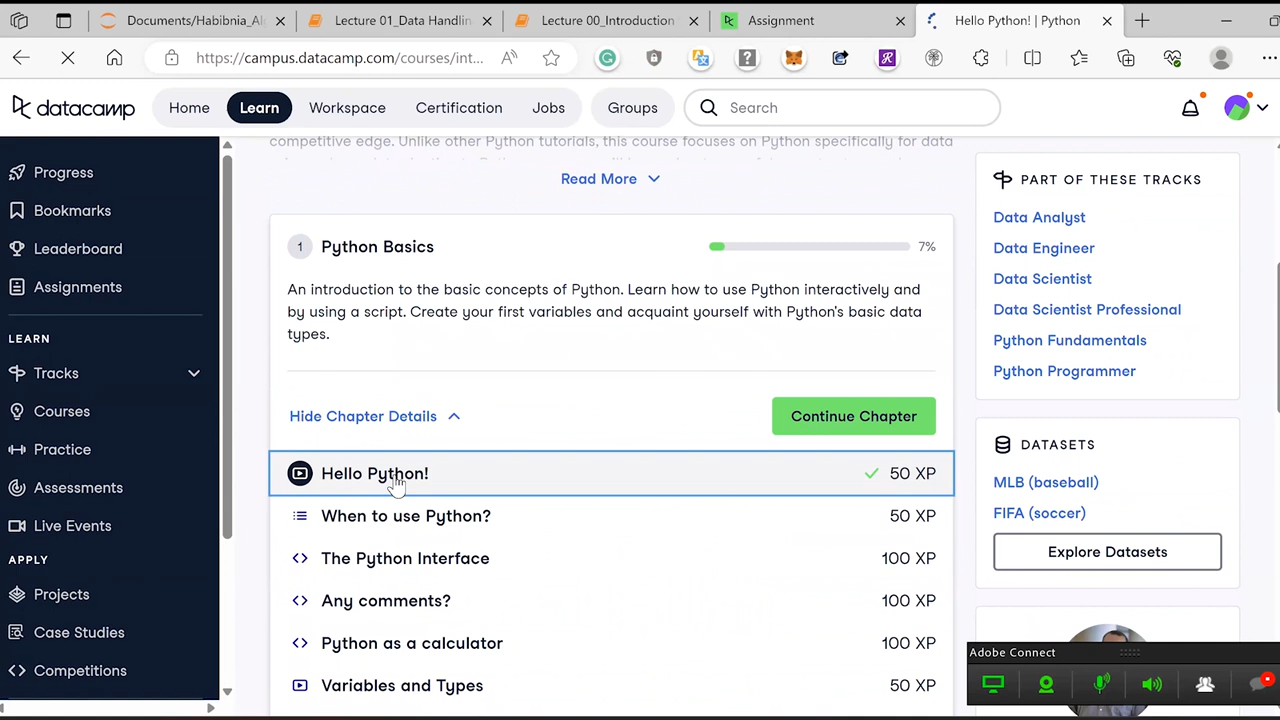 Documents/Habibnia_Al
Lecture 01_Data Handlin
Lecture 00_Introduction
Assignment
Hello Python! | Python
https://campus.datacamp.com/courses/int...
datacamp
Home
Learn
Workspace
Certification
Jobs
Groups
Search
Progress
Bookmarks
Leaderboard
Assignments
LEARN
Tracks
Courses
Practice
Assessments
Live Events
APPLY
Projects
Case Studies
Competitions
competitive edge. Unlike other Python tutorials, this course focuses on Python specifically for data
Read More
1 Python Basics 7%
An introduction to the basic concepts of Python. Learn how to use Python interactively and
by using a script. Create your first variables and acquaint yourself with Python's basic data
types.
Hide Chapter Details
Continue Chapter
Hello Python! 50 XP
When to use Python? 50 XP
The Python Interface 100 XP
Any comments? 100 XP
Python as a calculator 100 XP
Variables and Types 50 XP
PART OF THESE TRACKS
Data Analyst
Data Engineer
Data Scientist
Data Scientist Professional
Python Fundamentals
Python Programmer
DATASETS
MLB (baseball)
FIFA (soccer)
Explore Datasets
Adobe Connect